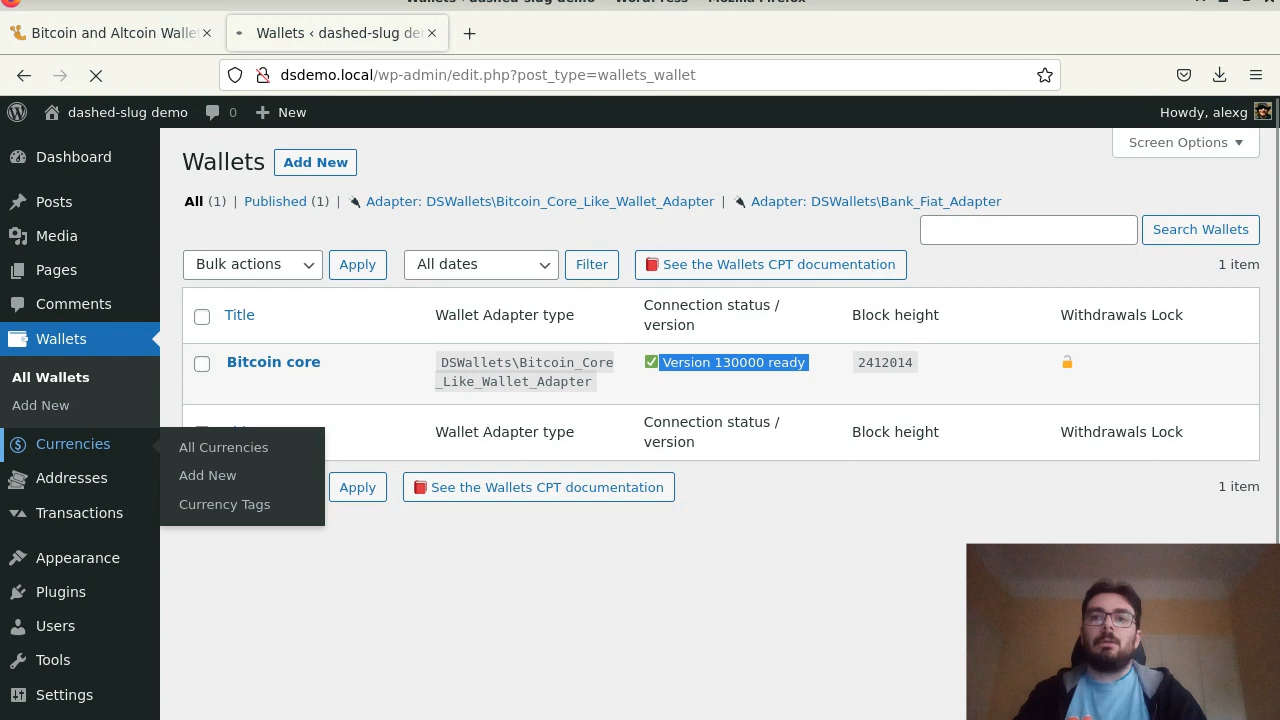 Wallets ‹ dashed-slug demo — WordPress — Mozilla Firefox
Bitcoin and Altcoin Walle
Wallets ‹ dashed-slug de
dsdemo.local/wp-admin/edit.php?post_type=wallets_wallet
dashed-slug demo
0
New
Howdy, alexg
Screen Options
Dashboard
Posts
Media
Pages
Comments
Wallets
All Wallets
Add New
Currencies
Addresses
Transactions
Appearance
Plugins
Users
Tools
Settings
All Currencies
Add New
Currency Tags
Wallets
Add New
All (1) | Published (1) | Adapter: DSWallets\Bitcoin_Core_Like_Wallet_Adapter | Adapter: DSWallets\Bank_Fiat_Adapter
Search Wallets
Bulk actions
Apply
All dates
Filter
See the Wallets CPT documentation
1 item
Title
Wallet Adapter type
Connection status /
version
Block height
Withdrawals Lock
Bitcoin core
DSWallets\Bitcoin_Core
_Like_Wallet_Adapter
Version 130000 ready
2412014
Wallet Adapter type
Connection status /
version
Block height
Withdrawals Lock
Apply
See the Wallets CPT documentation
1 item